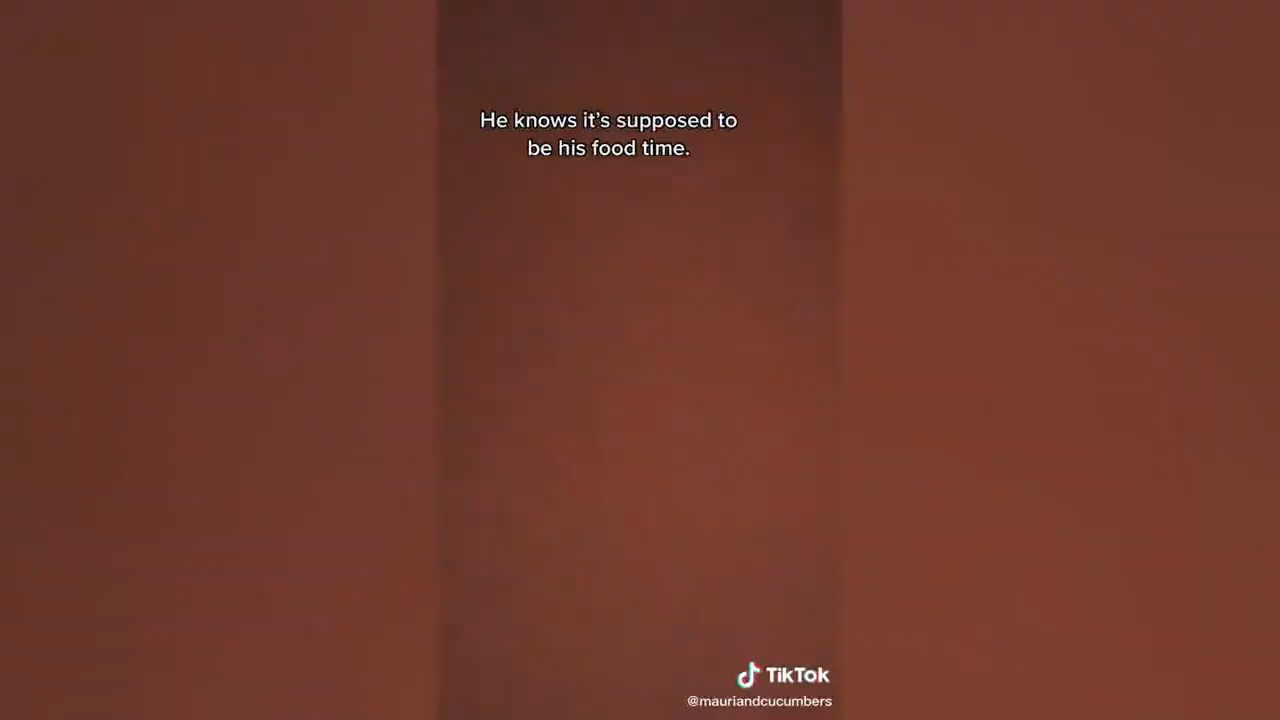 He knows it's supposed to
be his food time.
TikTok
@mauriandcucumbers